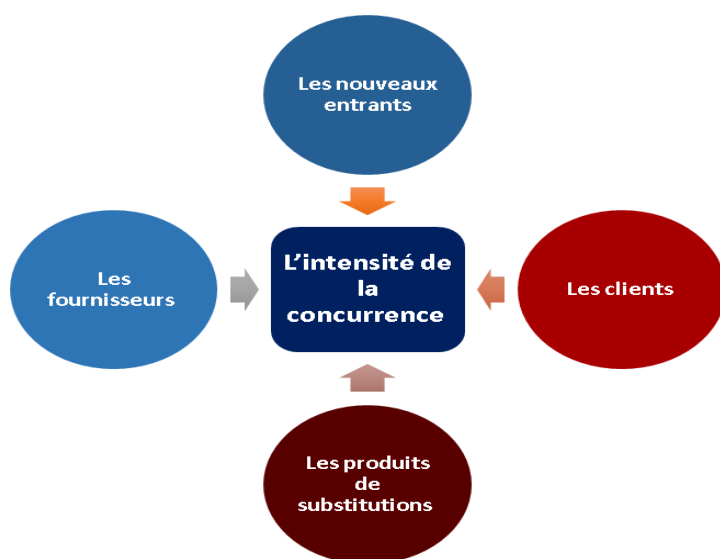 Les nouveaux
entrants
Les
fournisseurs
L’intensité de
la
concurrence
Les clients
Les produits
de
substitutions